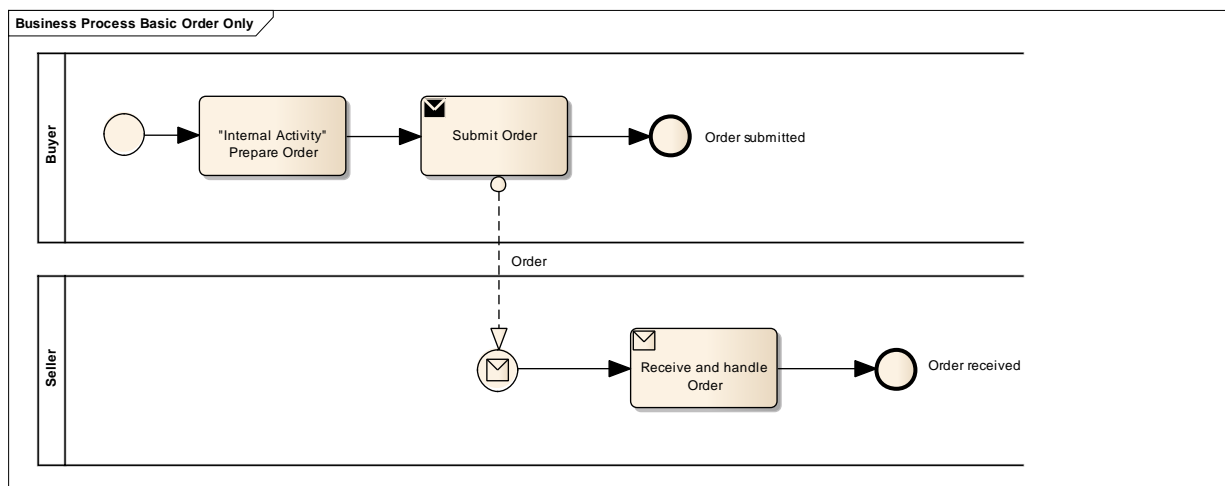 Business Process Basic Order Only
Buyer
"Internal Activity"
Prepare Order
Submit Order
Order submitted
Order
Seller
Receive and handle
Order
Order received